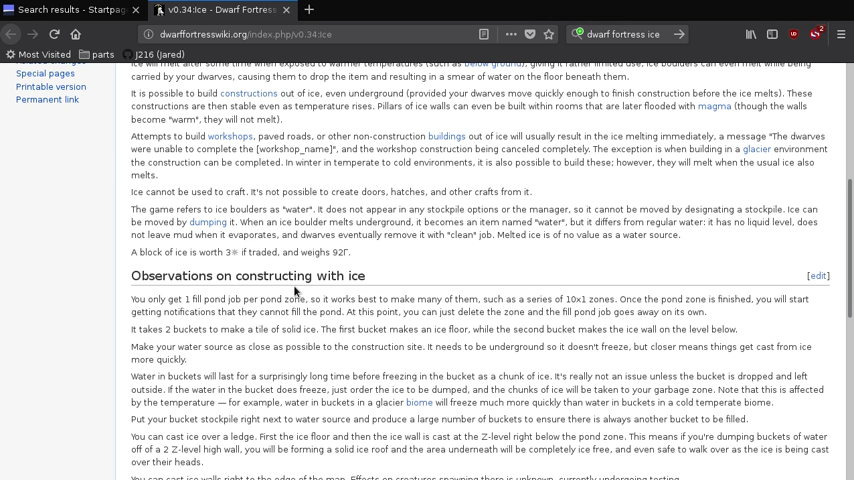 Search results - Startpag
v0.34:Ice - Dwarf Fortress
dwarffortresswiki.org/index.php/v0.34:Ice
dwarf fortress ice
2
Most Visited
parts
J216 (Jared)
Special pages
Printable version
Permanent link
carried by your dwarves, causing them to drop the item and resulting in a smear of water on the floor beneath them.
It is possible to build constructions out of ice, even underground (provided your dwarves move quickly enough to finish construction before the ice melts). These
constructions are then stable even as temperature rises. Pillars of ice walls can even be built within rooms that are later flooded with magma (though the walls
become "warm", they will not melt).
Attempts to build workshops, paved roads, or other non-construction buildings out of ice will usually result in the ice melting immediately, a message "The dwarves
were unable to complete the [workshop_name]", and the workshop construction being canceled completely. The exception is when building in a glacier environment
the construction can be completed. In winter in temperate to cold environments, it is also possible to build these; however, they will melt when the usual ice also
melts.
Ice cannot be used to craft. It's not possible to create doors, hatches, and other crafts from it.
The game refers to ice boulders as "water". It does not appear in any stockpile options or the manager, so it cannot be moved by designating a stockpile. Ice can
be moved by dumping it. When an ice boulder melts underground, it becomes an item named "water", but it differs from regular water: it has no liquid level, does
not leave mud when it evaporates, and dwarves eventually remove it with "clean" job. Melted ice is of no value as a water source.
A block of ice is worth 3☼ if traded, and weighs 92Γ.
Observations on constructing with ice
[edit]
You only get 1 fill pond job per pond zone, so it works best to make many of them, such as a series of 10x1 zones. Once the pond zone is finished, you will start
getting notifications that they cannot fill the pond. At this point, you can just delete the zone and the fill pond job goes away on its own.
It takes 2 buckets to make a tile of solid ice. The first bucket makes an ice floor, while the second bucket makes the ice wall on the level below.
Make your water source as close as possible to the construction site. It needs to be underground so it doesn't freeze, but closer means things get cast from ice
more quickly.
Water in buckets will last for a surprisingly long time before freezing in the bucket as a chunk of ice. It's really not an issue unless the bucket is dropped and left
outside. If the water in the bucket does freeze, just order the ice to be dumped, and the chunks of ice will be taken to your garbage zone. Note that this is affected
by the temperature — for example, water in buckets in a glacier biome will freeze much more quickly than water in buckets in a cold temperate biome.
Put your bucket stockpile right next to water source and produce a large number of buckets to ensure there is always another bucket to be filled.
You can cast ice over a ledge. First the ice floor and then the ice wall is cast at the Z-level right below the pond zone. This means if you're dumping buckets of water
off of a 2 Z-level high wall, you will be forming a solid ice roof and the area underneath will be completely ice free, and even safe to walk over as the ice is being cast
over their heads.